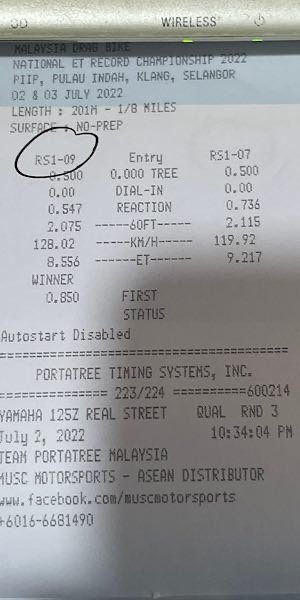 WIRELESS
MALAYSIA DRAG BIKE
NATIONAL ET RECORD CHAMPIONSHIP 2022
PIIP, PULAU INDAH, KLANG, SELANGOR
02 & 03 JULY 2022
LENGTH : 201M - 1/8 MILES
SURFACE : NO-PREP
RS1-09 Entry RS1-07
0.500 0.000 TREE 0.500
0.00 DIAL-IN 0.00
0.547 REACTION 0.736
2.075 -----60FT----- 2.115
128.02 -----KM/H----- 119.92
8.556 ------ET------ 9.217
WINNER
0.850 FIRST
STATUS
Autostart Disabled
========================================
PORTATREE TIMING SYSTEMS, INC.
============== 223/224 ==========600214
YAMAHA 125Z REAL STREET QUAL RND 3
July 2, 2022 10:34:04 PM
TEAM PORTATREE MALAYSIA
MUSC MOTORSPORTS - ASEAN DISTRIBUTOR
www.facebook.com/muscmotorsports
+6016-6681490